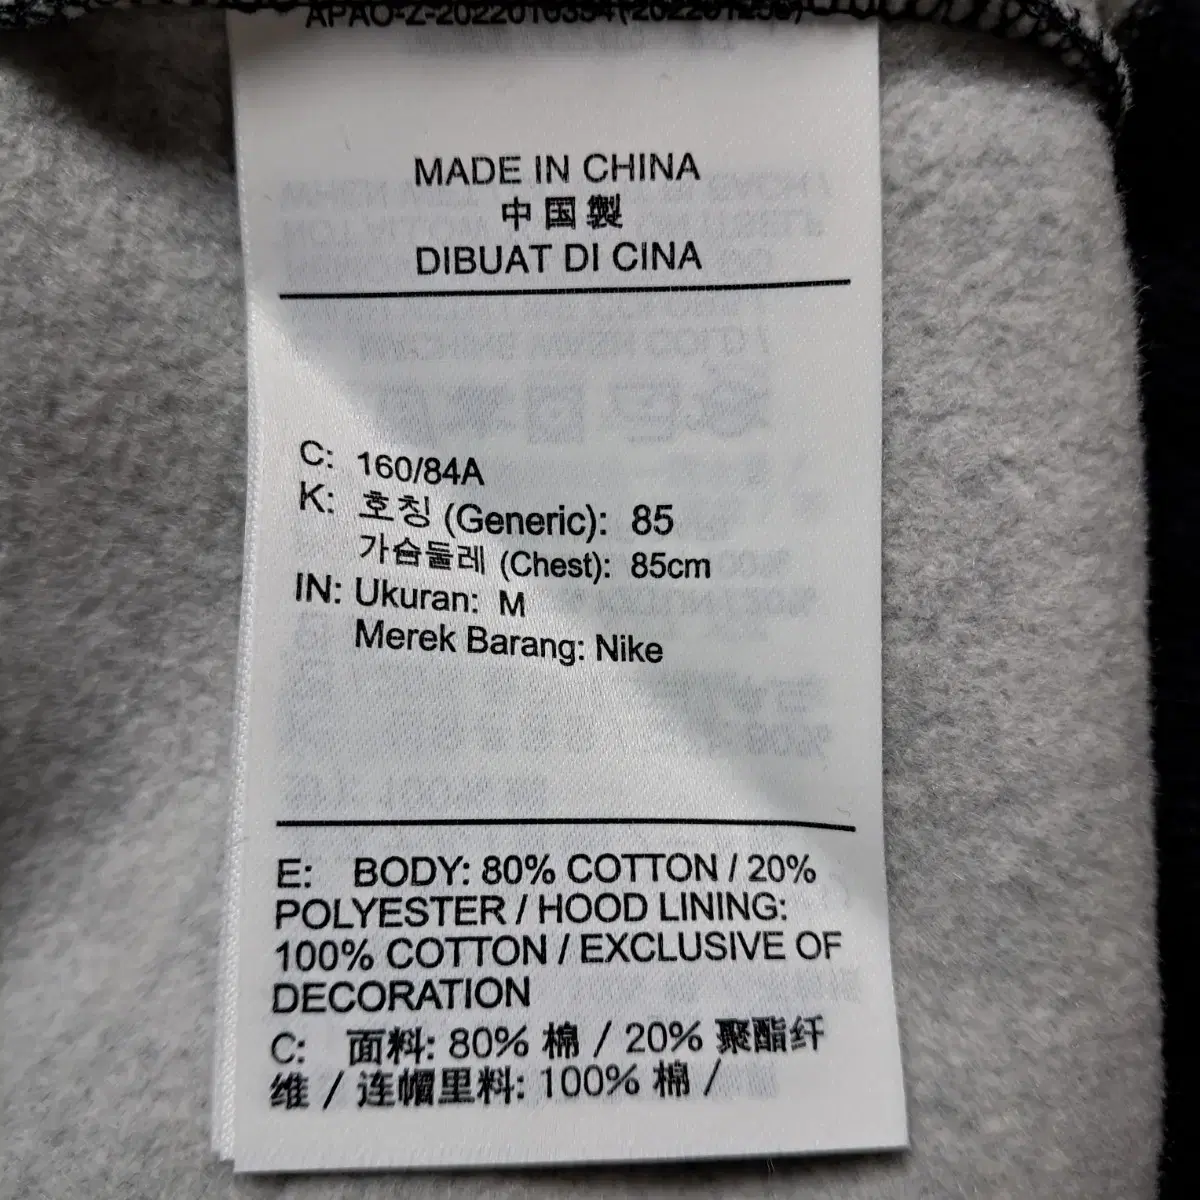 MADE IN CHINA
中国製
DIBUAT DI CINA
C: 160/84A
K: 호칭 (Generic): 85
가슴둘레 (Chest): 85cm
IN: Ukuran: M
Merek Barang: Nike
E: BODY: 80% COTTON / 20%
POLYESTER / HOOD LINING:
100% COTTON / EXCLUSIVE OF
DECORATION
C: 面料: 80% 棉 / 20% 聚酯纤
维 / 连帽里料: 100% 棉 /